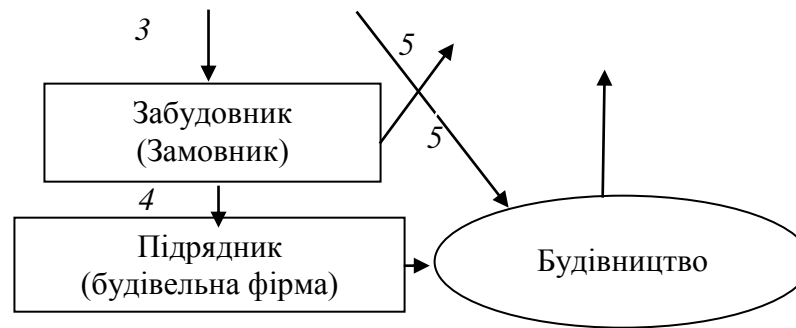 3
5
Забудовник
(Замовник)
5
4
Підрядник
(будівельна фірма)
Будівництво